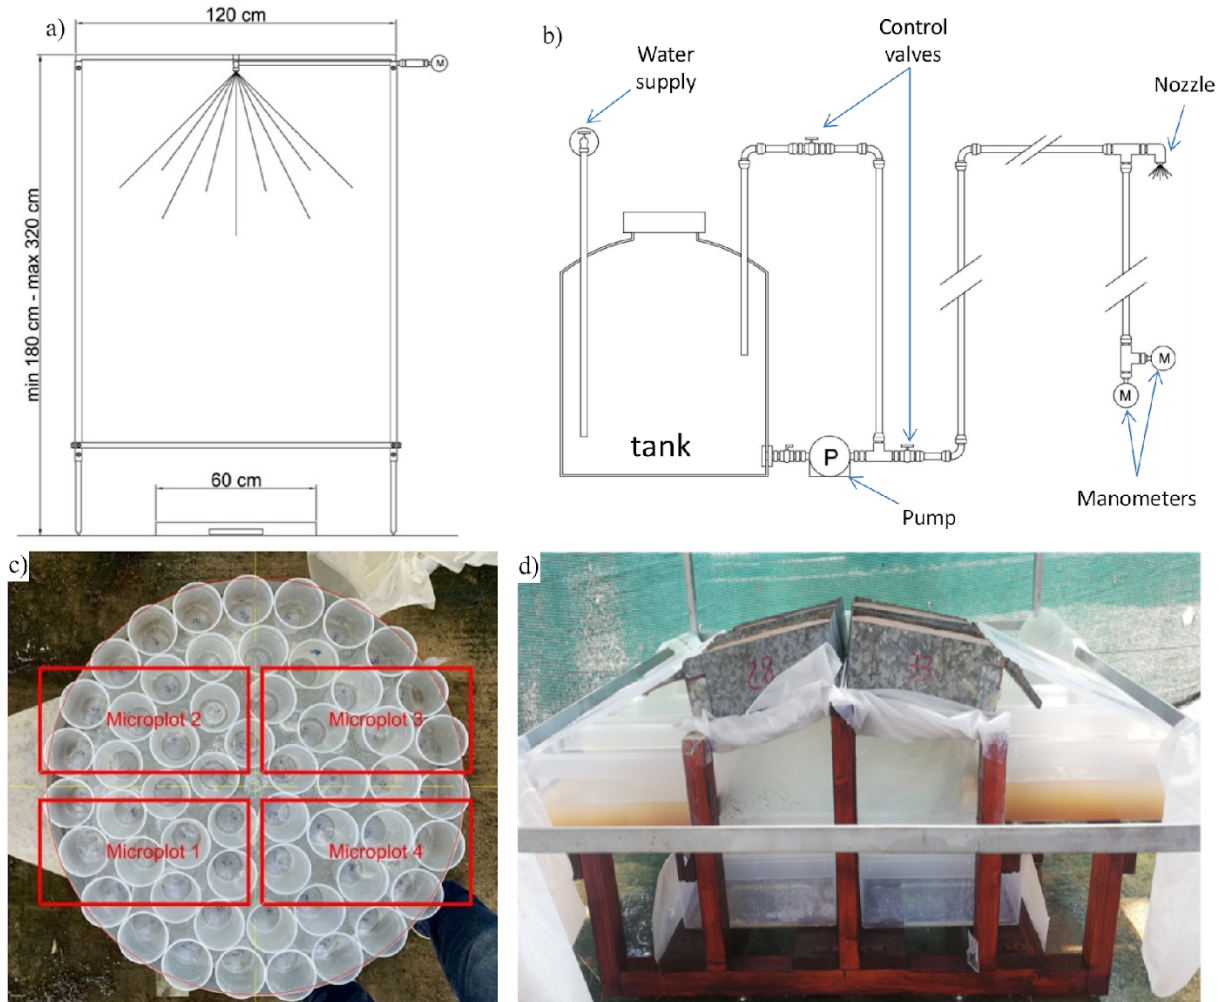 a)
120 cm
M
min 180 cm - max 320 cm
60 cm
b)
Water
supply
Control
valves
Nozzle
tank
P
Pump
M
M
Manometers
c)
Microplot 2
Microplot 3
Microplot 1
Microplot 4
d)
28
33